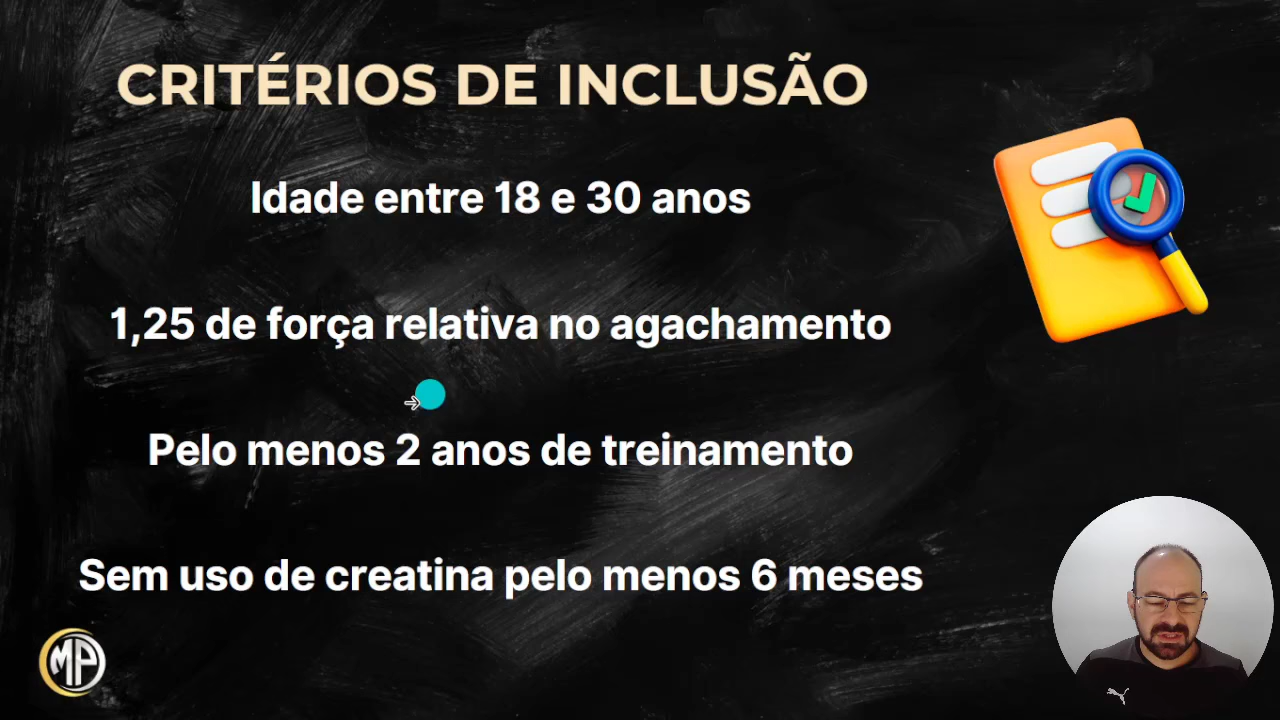 CRITÉRIOS DE INCLUSÃO
Idade entre 18 e 30 anos
1,25 de força relativa no agachamento
Pelo menos 2 anos de treinamento
Sem uso de creatina pelo menos 6 meses
MP